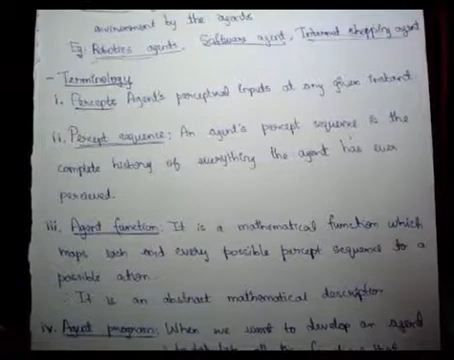 environment by the agents
Eg: Robotics agents, Software agent, Internet shopping agent
- Terminology
i. Percepts Agent's perceptual inputs at any given instant
ii. Percept sequence: An agent's percept sequence is the
complete history of everything the agent has ever
perceived.
iii. Agent function: It is a mathematical function which
maps each and every possible percept sequence to a
possible action.
∴ It is an abstract mathematical description
iv. Agent program: When we want to develop an agent